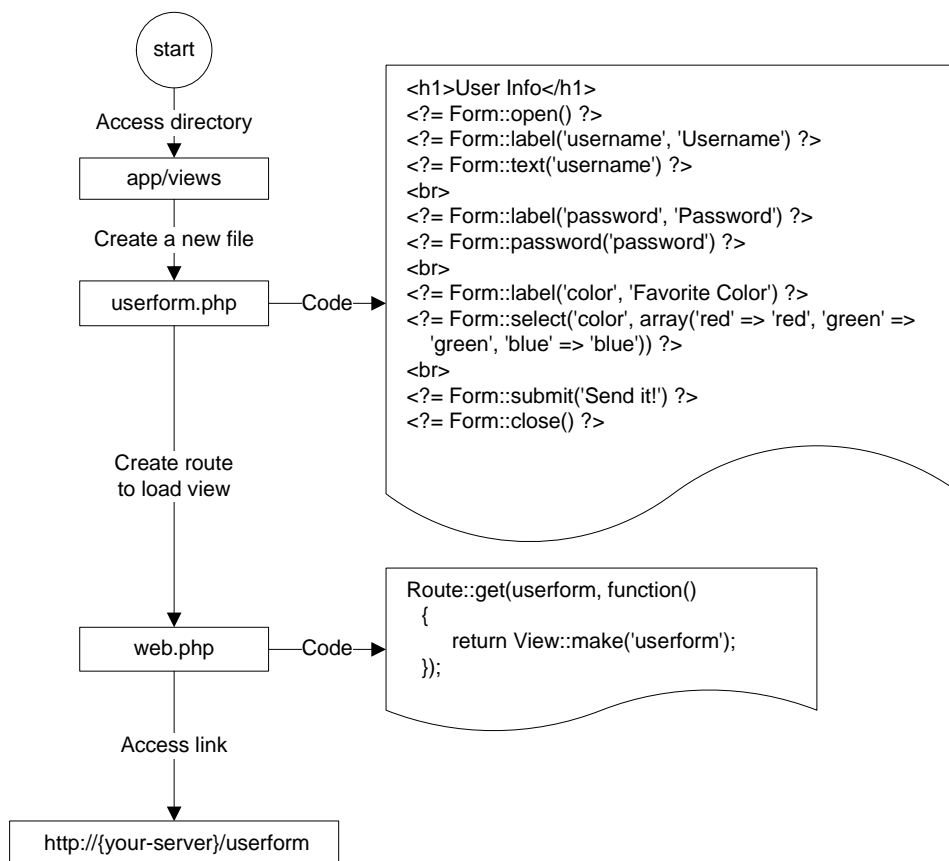 start
Access directory
app/views
Create a new file
userform.php
Code
<h1>User Info</h1>
<?= Form::open() ?>
<?= Form::label('username', 'Username') ?>
<?= Form::text('username') ?>
<br>
<?= Form::label('password', 'Password') ?>
<?= Form::password('password') ?>
<br>
<?= Form::label('color', 'Favorite Color') ?>
<?= Form::select('color', array('red' => 'red', 'green' =>
'green', 'blue' => 'blue')) ?>
<br>
<?= Form::submit('Send it!') ?>
<?= Form::close() ?>
Create route
to load view
web.php
Code
Route::get(userform, function()
{
return View::make('userform');
});
Access link
http://{your-server}/userform